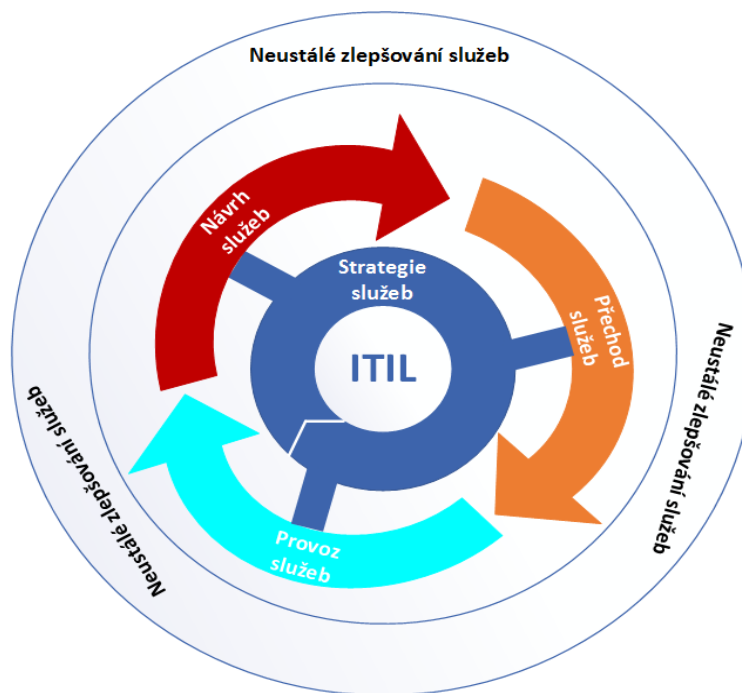 Neustálé zlepšování služeb
Návrh
služeb
Strategie
služeb
ITIL
Přechod
služeb
Provoz
služeb
Neustálé zlepšování služeb
Neustálé zlepšování služeb